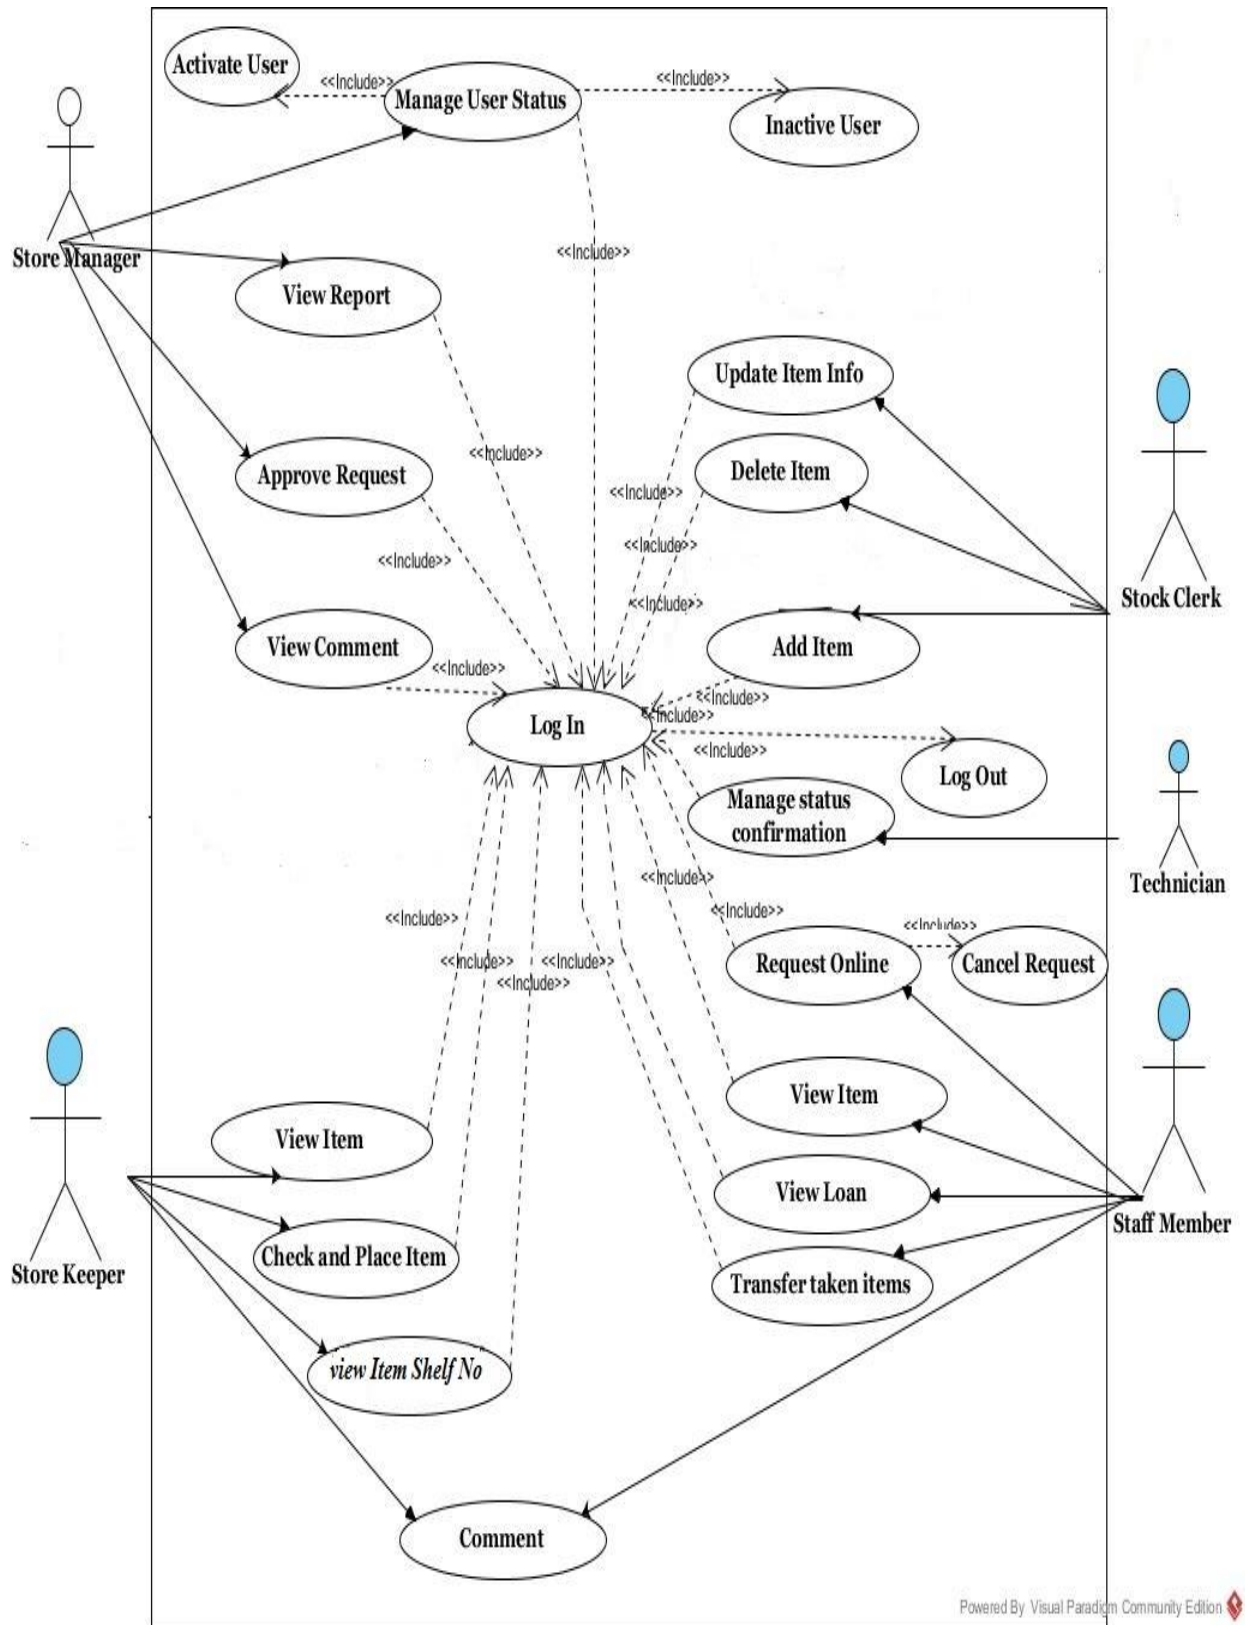 Activate User
<<Include>>
Manage User Status
<<Include>>
Inactive User
Store Manager
<<Include>>
View Report
Update Item Info
<<Include>>
Approve Request
Delete Item
<<Include>>
<<Include>>
<<Include>>
Stock Clerk
<<Include>>
View Comment
Add Item
<<Include>>
<<Include>>
<<Include>>
Log In
<<Include>>
Log Out
Manage status
confirmation
Technician
<<Include>>
<<Include>>
<<Include>>
<<Include>>
Request Online
Cancel Request
<<Include>>
<<Include>>
<<Include>>
View Item
View Item
View Loan
Staff Member
Check and Place Item
Store Keeper
Transfer taken items
view Item Shelf No
Comment
Powered By Visual Paradigm Community Edition